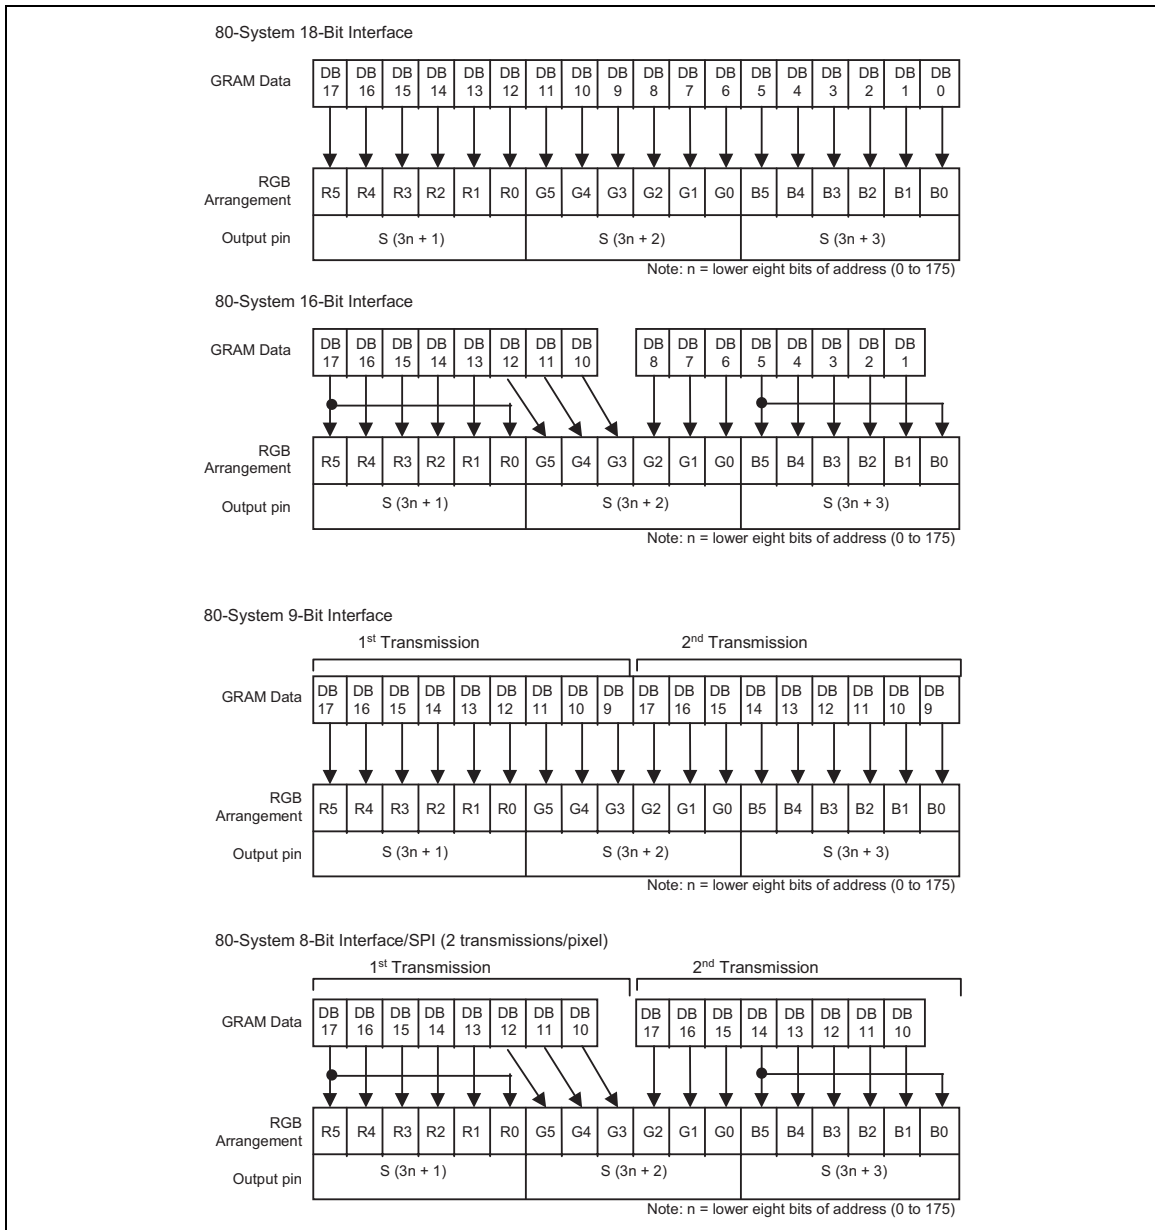 80-System 18-Bit Interface
GRAM Data
DB 17 DB 16 DB 15 DB 14 DB 13 DB 12 DB 11 DB 10 DB 9 DB 8 DB 7 DB 6 DB 5 DB 4 DB 3 DB 2 DB 1 DB 0
RGB Arrangement
R5 R4 R3 R2 R1 R0 G5 G4 G3 G2 G1 G0 B5 B4 B3 B2 B1 B0
Output pin S (3n + 1) S (3n + 2) S (3n + 3)
Note: n = lower eight bits of address (0 to 175)
80-System 16-Bit Interface
GRAM Data
DB 17 DB 16 DB 15 DB 14 DB 13 DB 12 DB 11 DB 10 DB 8 DB 7 DB 6 DB 5 DB 4 DB 3 DB 2 DB 1
RGB Arrangement
R5 R4 R3 R2 R1 R0 G5 G4 G3 G2 G1 G0 B5 B4 B3 B2 B1 B0
Output pin S (3n + 1) S (3n + 2) S (3n + 3)
Note: n = lower eight bits of address (0 to 175)
80-System 9-Bit Interface
1st Transmission 2nd Transmission
GRAM Data
DB 17 DB 16 DB 15 DB 14 DB 13 DB 12 DB 11 DB 10 DB 9 DB 17 DB 16 DB 15 DB 14 DB 13 DB 12 DB 11 DB 10 DB 9
RGB Arrangement
R5 R4 R3 R2 R1 R0 G5 G4 G3 G2 G1 G0 B5 B4 B3 B2 B1 B0
Output pin S (3n + 1) S (3n + 2) S (3n + 3)
Note: n = lower eight bits of address (0 to 175)
80-System 8-Bit Interface/SPI (2 transmissions/pixel)
1st Transmission 2nd Transmission
GRAM Data
DB 17 DB 16 DB 15 DB 14 DB 13 DB 12 DB 11 DB 10 DB 17 DB 16 DB 15 DB 14 DB 13 DB 12 DB 11 DB 10
RGB Arrangement
R5 R4 R3 R2 R1 R0 G5 G4 G3 G2 G1 G0 B5 B4 B3 B2 B1 B0
Output pin S (3n + 1) S (3n + 2) S (3n + 3)
Note: n = lower eight bits of address (0 to 175)